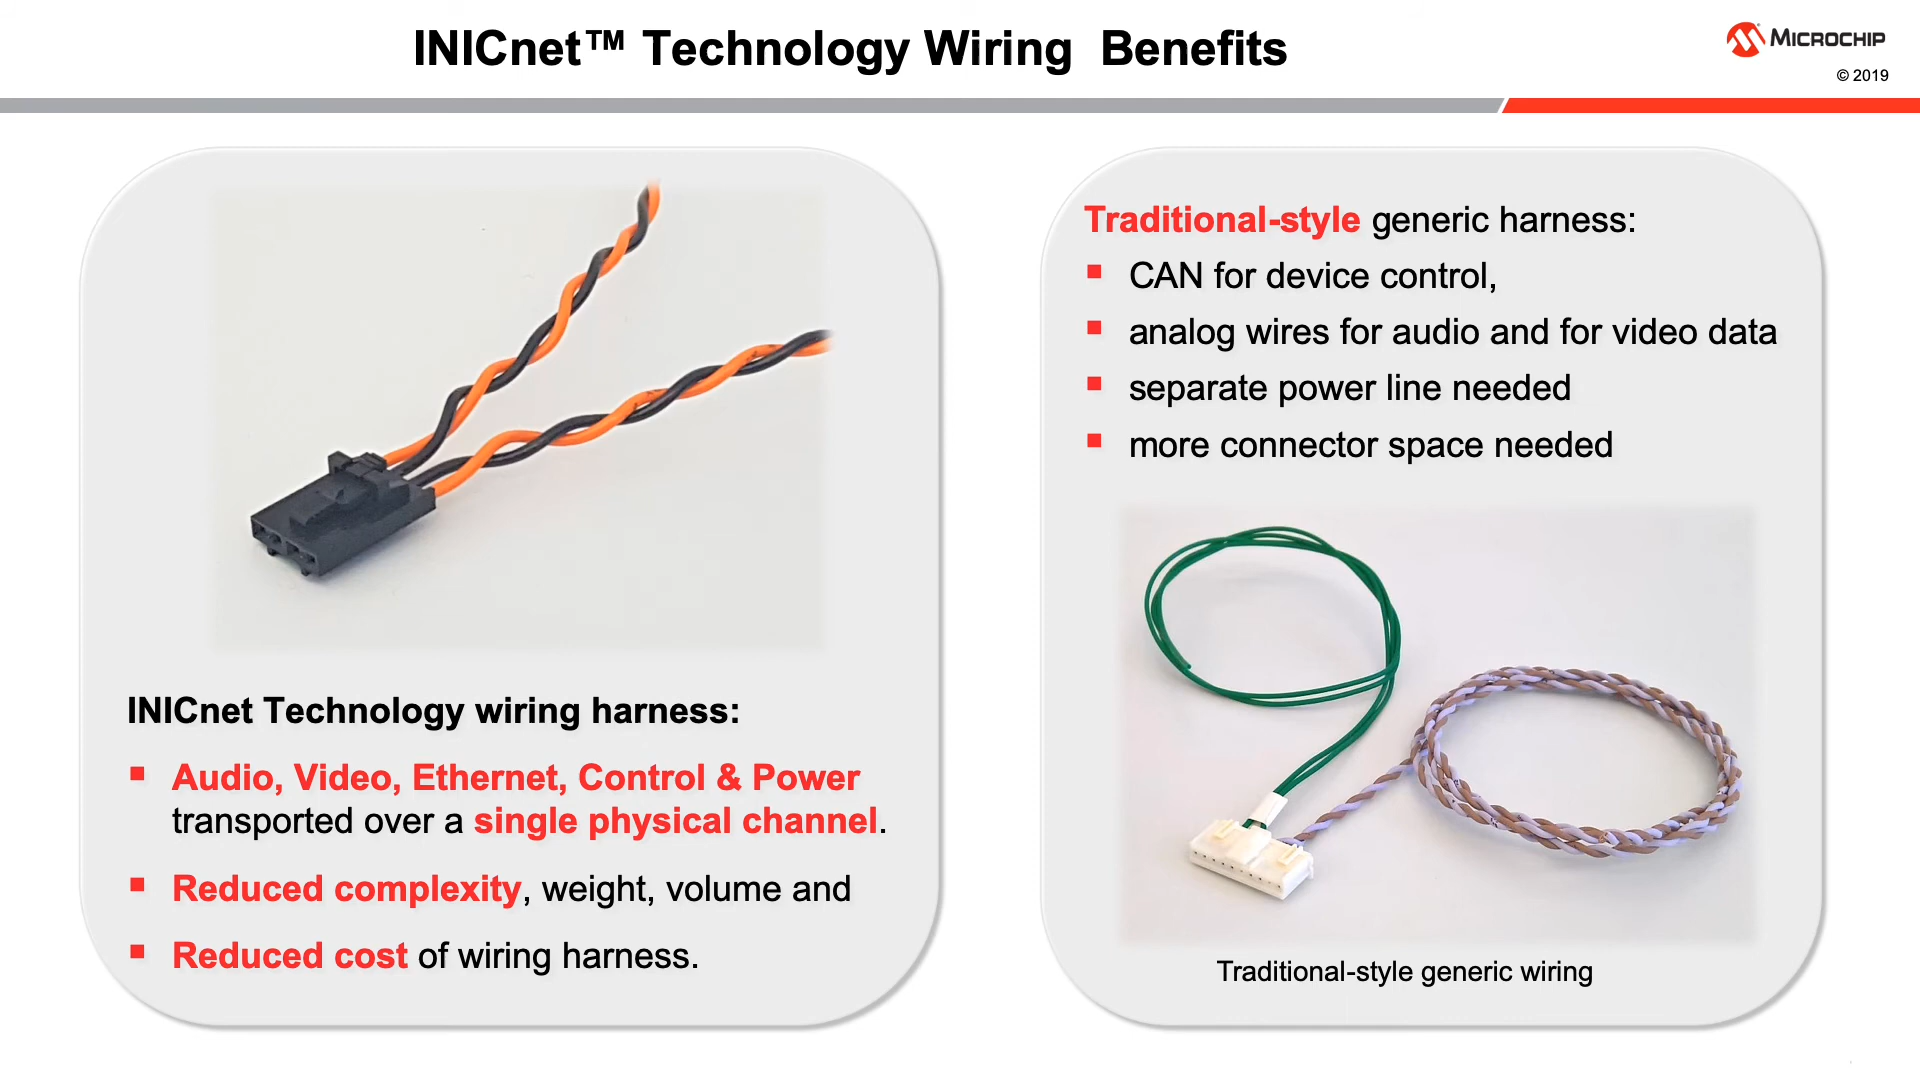 INICnet™ Technology Wiring Benefits
MICROCHIP
© 2019
INICnet Technology wiring harness:
Audio, Video, Ethernet, Control & Power
transported over a single physical channel.
Reduced complexity, weight, volume and
Reduced cost of wiring harness.
Traditional-style generic harness:
CAN for device control,
analog wires for audio and for video data
separate power line needed
more connector space needed
Traditional-style generic wiring